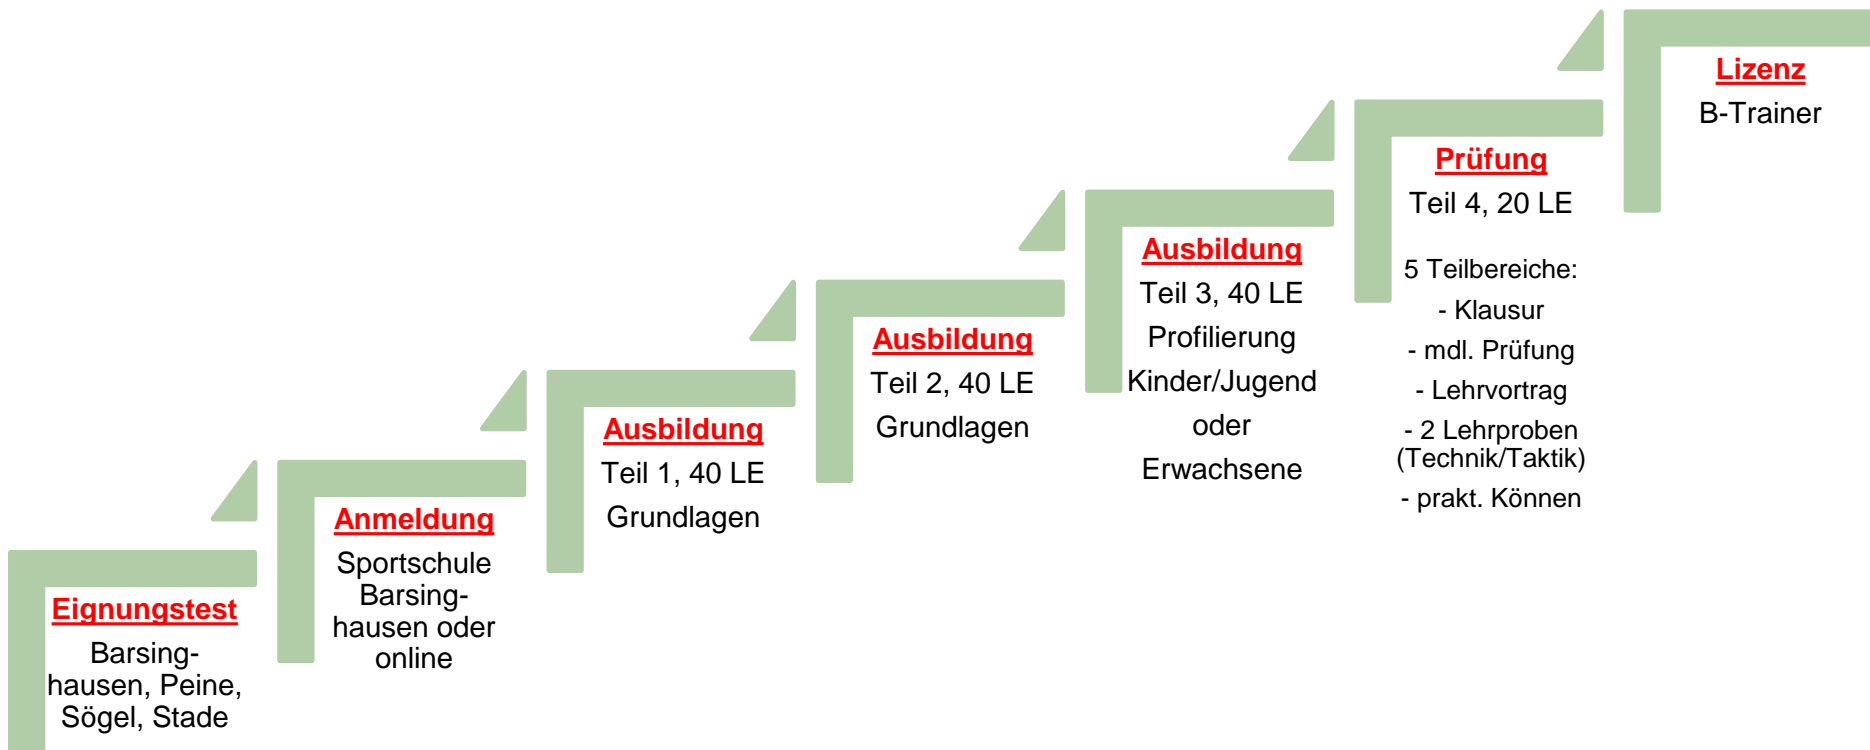 Eignungstest
Barsing-
hausen, Peine,
Sögel, Stade
Anmeldung
Sportschule
Barsing-
hausen oder
online
Ausbildung
Teil 1, 40 LE
Grundlagen
Ausbildung
Teil 2, 40 LE
Grundlagen
Ausbildung
Teil 3, 40 LE
Profilierung
Kinder/Jugend
oder
Erwachsene
Prüfung
Teil 4, 20 LE
5 Teilbereiche:
- Klausur
- mdl. Prüfung
- Lehrvortrag
- 2 Lehrproben
(Technik/Taktik)
- prakt. Können
Lizenz
B-Trainer